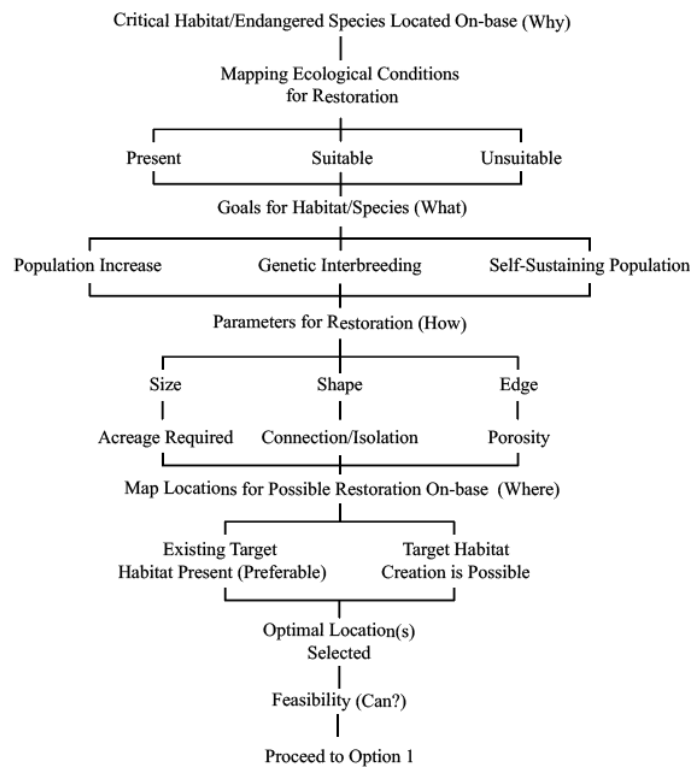 Critical Habitat/Endangered Species Located On-base (Why)
Mapping Ecological Conditions
for Restoration
Present
Suitable
Unsuitable
Goals for Habitat/Species (What)
Population Increase
Genetic Interbreeding
Self-Sustaining Population
Parameters for Restoration (How)
Size
Shape
Edge
Acreage Required
Connection/Isolation
Porosity
Map Locations for Possible Restoration On-base (Where)
Existing Target
Habitat Present (Preferable)
Target Habitat
Creation is Possible
Optimal Location(s)
Selected
Feasibility (Can?)
Proceed to Option 1